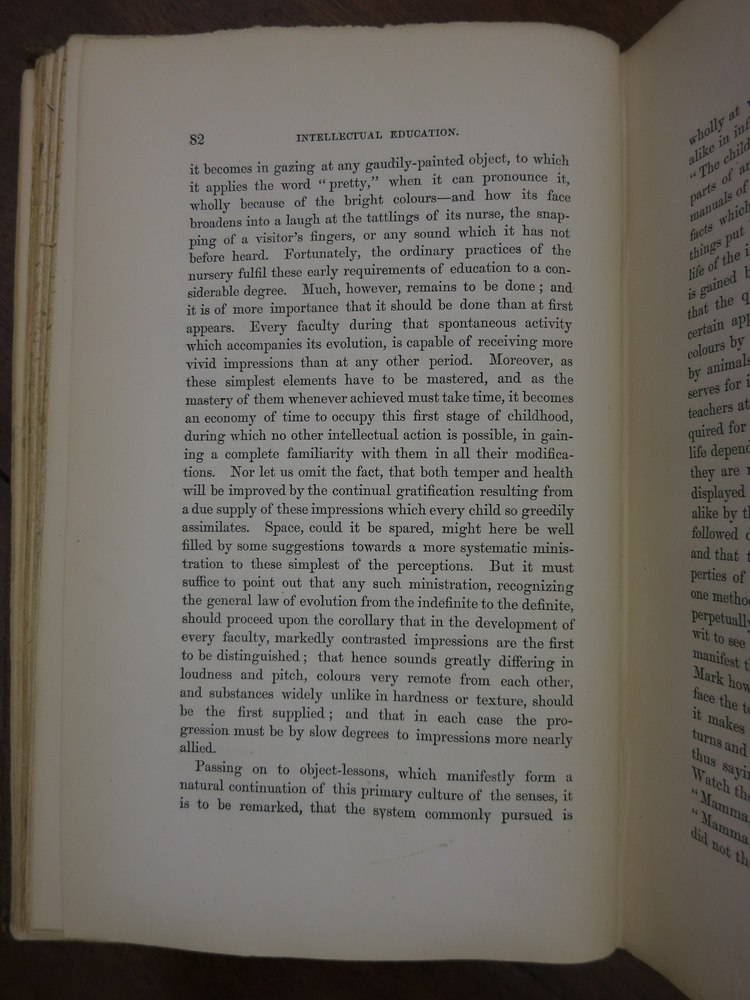 82
INTELLECTUAL EDUCATION.
it becomes in gazing at any gaudily-painted object, to which
it applies the word “pretty,” when it can pronounce it,
wholly because of the bright colours—and how its face
broadens into a laugh at the tattlings of its nurse, the snap-
ping of a visitor's fingers, or any sound which it has not
before heard. Fortunately, the ordinary practices of the
nursery fulfil these early requirements of education to a con-
siderable degree. Much, however, remains to be done; and
it is of more importance that it should be done than at first
appears. Every faculty during that spontaneous activity
which accompanies its evolution, is capable of receiving more
vivid impressions than at any other period. Moreover, as
these simplest elements have to be mastered, and as the
mastery of them whenever achieved must take time, it becomes
an economy of time to occupy this first stage of childhood,
during which no other intellectual action is possible, in gain-
ing a complete familiarity with them in all their modifica-
tions. Nor let us omit the fact, that both temper and health
will be improved by the continual gratification resulting from
a due supply of these impressions which every child so greedily
assimilates. Space, could it be spared, might here be well
filled by some suggestions towards a more systematic minis-
tration to these simplest of the perceptions. But it must
suffice to point out that any such ministration, recognizing
the general law of evolution from the indefinite to the definite,
should proceed upon the corollary that in the development of
every faculty, markedly contrasted impressions are the first
to be distinguished; that hence sounds greatly differing in
loudness and pitch, colours very remote from each other,
and substances widely unlike in hardness or texture, should
be the first supplied; and that in each case the pro-
gression must be by slow degrees to impressions more nearly
allied.
Passing on to object-lessons, which manifestly form a
natural continuation of this primary culture of the senses, it
is to be remarked, that the system commonly pursued is
wholly at
alike in
“The child
parts of
manuals of
facts which
things put
life of the
is gained
that the
certain
colours by
by animals
serves for
teachers at
quired for
life
they are
displayed
alike by
followed
and that
perties of
one
perpetually
wit to see
manifest
Mark how
face the
it makes
turns and
thus
Watch the
“Mamma,
“Mamma,
did not